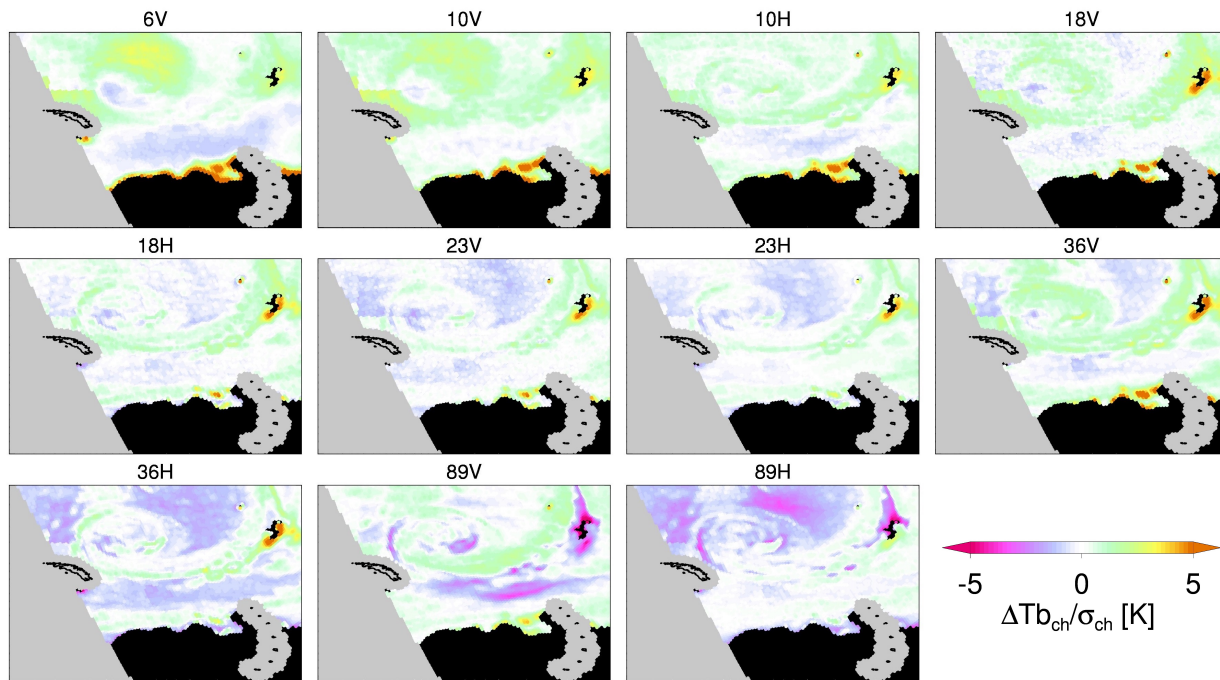 6V
10V
10H
18V
18H
23V
23H
36V
36H
89V
89H
-5 0 5
ΔTb_ch/σ_ch [K]